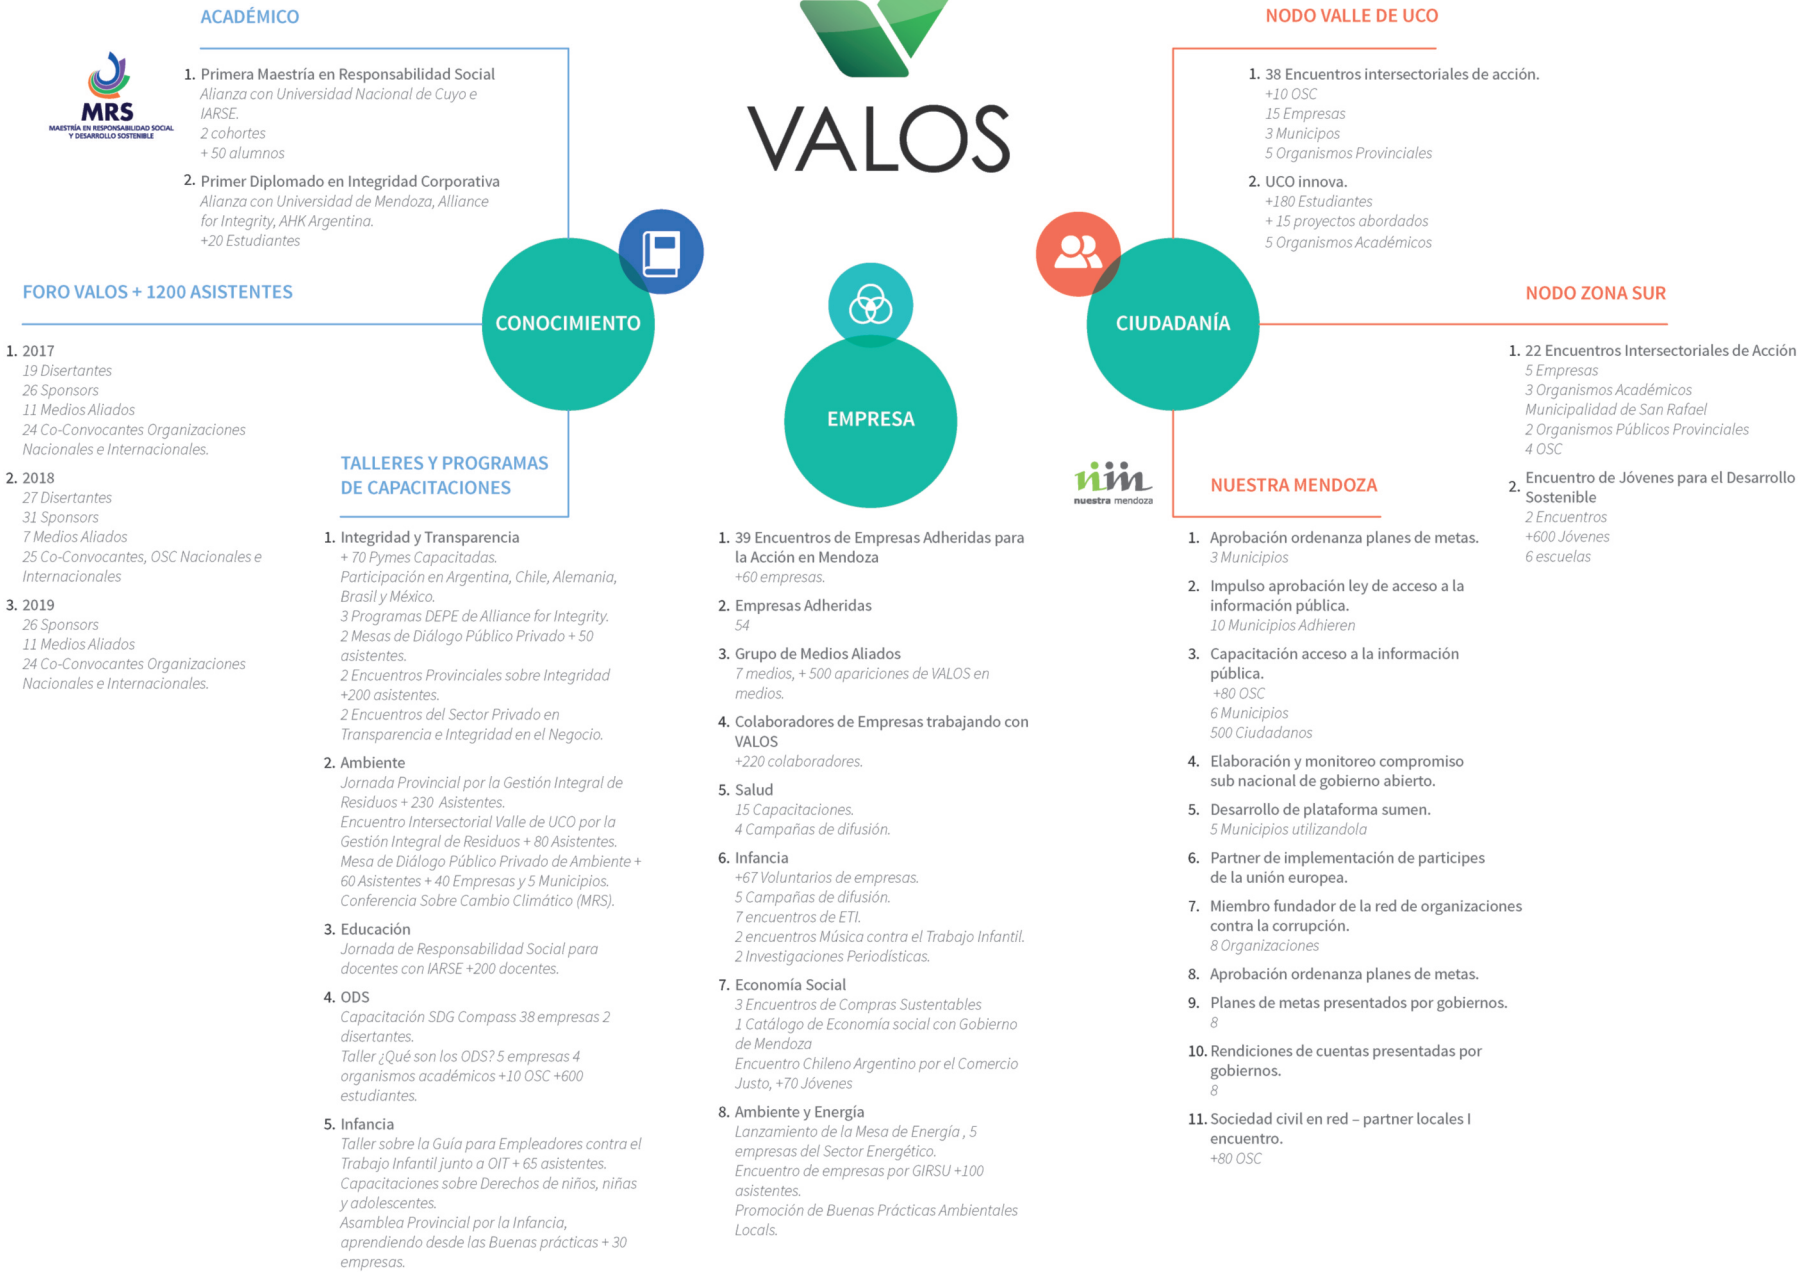 ACADÉMICO
MRS
MAESTRÍA EN RESPONSABILIDAD SOCIAL
Y DESARROLLO SOSTENIBLE
1. Primera Maestría en Responsabilidad Social
Alianza con Universidad Nacional de Cuyo e
IARSE.
2 cohortes
+ 50 alumnos
2. Primer Diplomado en Integridad Corporativa
Alianza con Universidad de Mendoza, Alliance
for Integrity, AHK Argentina.
+20 Estudiantes
VALOS
NODO VALLE DE UCO
1. 38 Encuentros intersectoriales de acción.
+10 OSC
15 Empresas
3 Municipos
5 Organismos Provinciales
2. UCO innova.
+180 Estudiantes
+ 15 proyectos abordados
5 Organismos Académicos
CONOCIMIENTO
EMPRESA
CIUDADANÍA
FORO VALOS + 1200 ASISTENTES
1. 2017
19 Disertantes
26 Sponsors
11 Medios Aliados
24 Co-Convocantes Organizaciones
Nacionales e Internacionales.
2. 2018
27 Disertantes
31 Sponsors
7 Medios Aliados
25 Co-Convocantes, OSC Nacionales e
Internacionales
3. 2019
26 Sponsors
11 Medios Aliados
24 Co-Convocantes Organizaciones
Nacionales e Internacionales.
TALLERES Y PROGRAMAS
DE CAPACITACIONES
1. Integridad y Transparencia
+ 70 Pymes Capacitadas.
Participación en Argentina, Chile, Alemania,
Brasil y México.
3 Programas DEPE de Alliance for Integrity.
2 Mesas de Diálogo Público Privado + 50
asistentes.
2 Encuentros Provinciales sobre Integridad
+200 asistentes.
2 Encuentros del Sector Privado en
Transparencia e Integridad en el Negocio.
2. Ambiente
Jornada Provincial por la Gestión Integral de
Residuos + 230 Asistentes.
Encuentro Intersectorial Valle de UCO por la
Gestión Integral de Residuos + 80 Asistentes.
Mesa de Diálogo Público Privado de Ambiente +
60 Asistentes + 40 Empresas y 5 Municipios.
Conferencia Sobre Cambio Climático (MRS).
3. Educación
Jornada de Responsabilidad Social para
docentes con IARSE +200 docentes.
4. ODS
Capacitación SDG Compass 38 empresas 2
disertantes.
Taller ¿Qué son los ODS? 5 empresas 4
organismos académicos +10 OSC +600
estudiantes.
5. Infancia
Taller sobre la Guía para Empleadores contra el
Trabajo Infantil junto a OIT + 65 asistentes.
Capacitaciones sobre Derechos de niños, niñas
y adolescentes.
Asamblea Provincial por la Infancia,
aprendiendo desde las Buenas prácticas + 30
empresas.
1. 39 Encuentros de Empresas Adheridas para
la Acción en Mendoza
+60 empresas.
2. Empresas Adheridas
54
3. Grupo de Medios Aliados
7 medios, + 500 apariciones de VALOS en
medios.
4. Colaboradores de Empresas trabajando con
VALOS
+220 colaboradores.
5. Salud
15 Capacitaciones.
4 Campañas de difusión.
6. Infancia
+67 Voluntarios de empresas.
5 Campañas de difusión.
7 encuentros de ETI.
2 encuentros Música contra el Trabajo Infantil.
2 Investigaciones Periodísticas.
7. Economía Social
3 Encuentros de Compras Sustentables
1 Catálogo de Economía social con Gobierno
de Mendoza
Encuentro Chileno Argentino por el Comercio
Justo, +70 Jóvenes
8. Ambiente y Energía
Lanzamiento de la Mesa de Energía , 5
empresas del Sector Energético.
Encuentro de empresas por GIRSU +100
asistentes.
Promoción de Buenas Prácticas Ambientales
Locals.
nuestra mendoza
NUESTRA MENDOZA
1. Aprobación ordenanza planes de metas.
3 Municipios
2. Impulso aprobación ley de acceso a la
información pública.
10 Municipios Adhieren
3. Capacitación acceso a la información
pública.
+80 OSC
6 Municipios
500 Ciudadanos
4. Elaboración y monitoreo compromiso
sub nacional de gobierno abierto.
5. Desarrollo de plataforma sumen.
5 Municipios utilizandola
6. Partner de implementación de participes
de la unión europea.
7. Miembro fundador de la red de organizaciones
contra la corrupción.
8 Organizaciones
8. Aprobación ordenanza planes de metas.
9. Planes de metas presentados por gobiernos.
8
10. Rendiciones de cuentas presentadas por
gobiernos.
8
11. Sociedad civil en red – partner locales I
encuentro.
+80 OSC
NODO ZONA SUR
1. 22 Encuentros Intersectoriales de Acción
5 Empresas
3 Organismos Académicos
Municipalidad de San Rafael
2 Organismos Públicos Provinciales
4 OSC
2. Encuentro de Jóvenes para el Desarrollo
Sostenible
2 Encuentros
+600 Jóvenes
6 escuelas